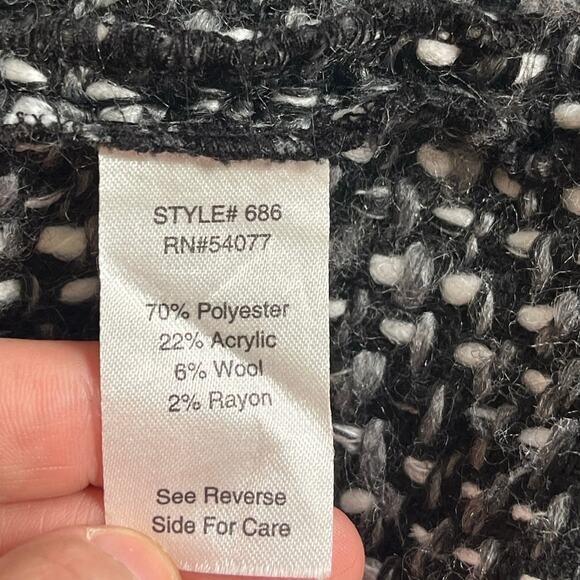 STYLE# 686
RN#54077
70% Polyester
22% Acrylic
6% Wool
2% Rayon
See Reverse
Side For Care